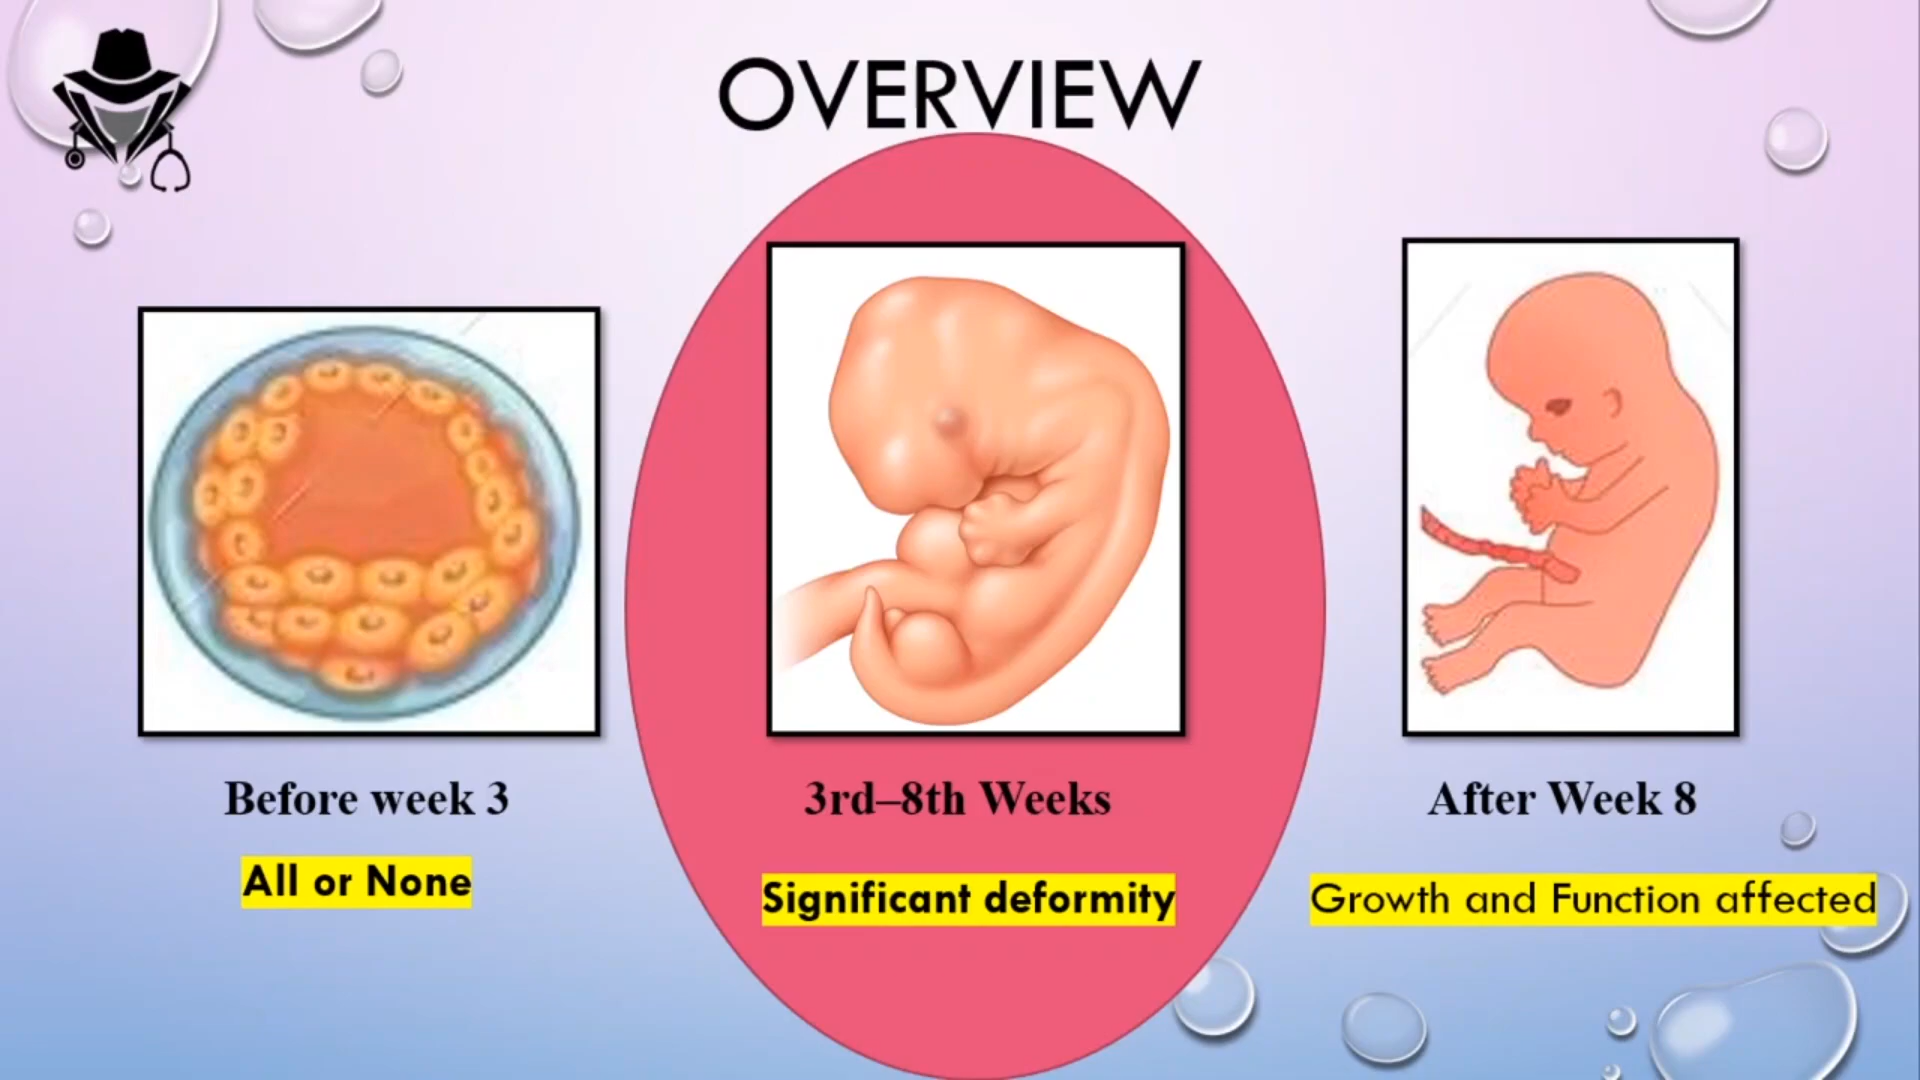 OVERVIEW
Before week 3
All or None
3rd–8th Weeks
Significant deformity
After Week 8
Growth and Function affected